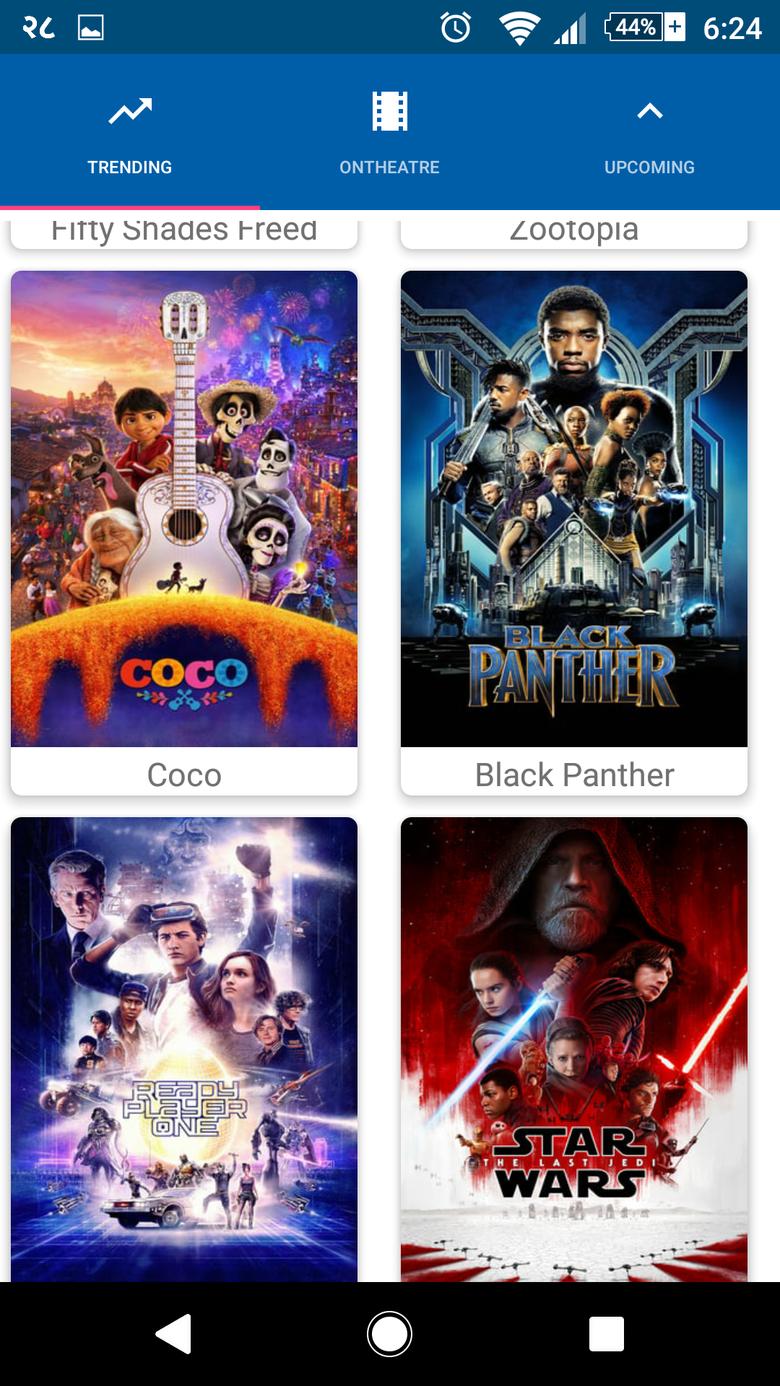 २८
44%
6:24
TRENDING
ONTHEATRE
UPCOMING
Fifty Shades Freed
Zootopia
COCO
BLACK
PANTHER
Coco
Black Panther
READY
PLAYER
ONE
STAR
THE LAST JEDI
WARS